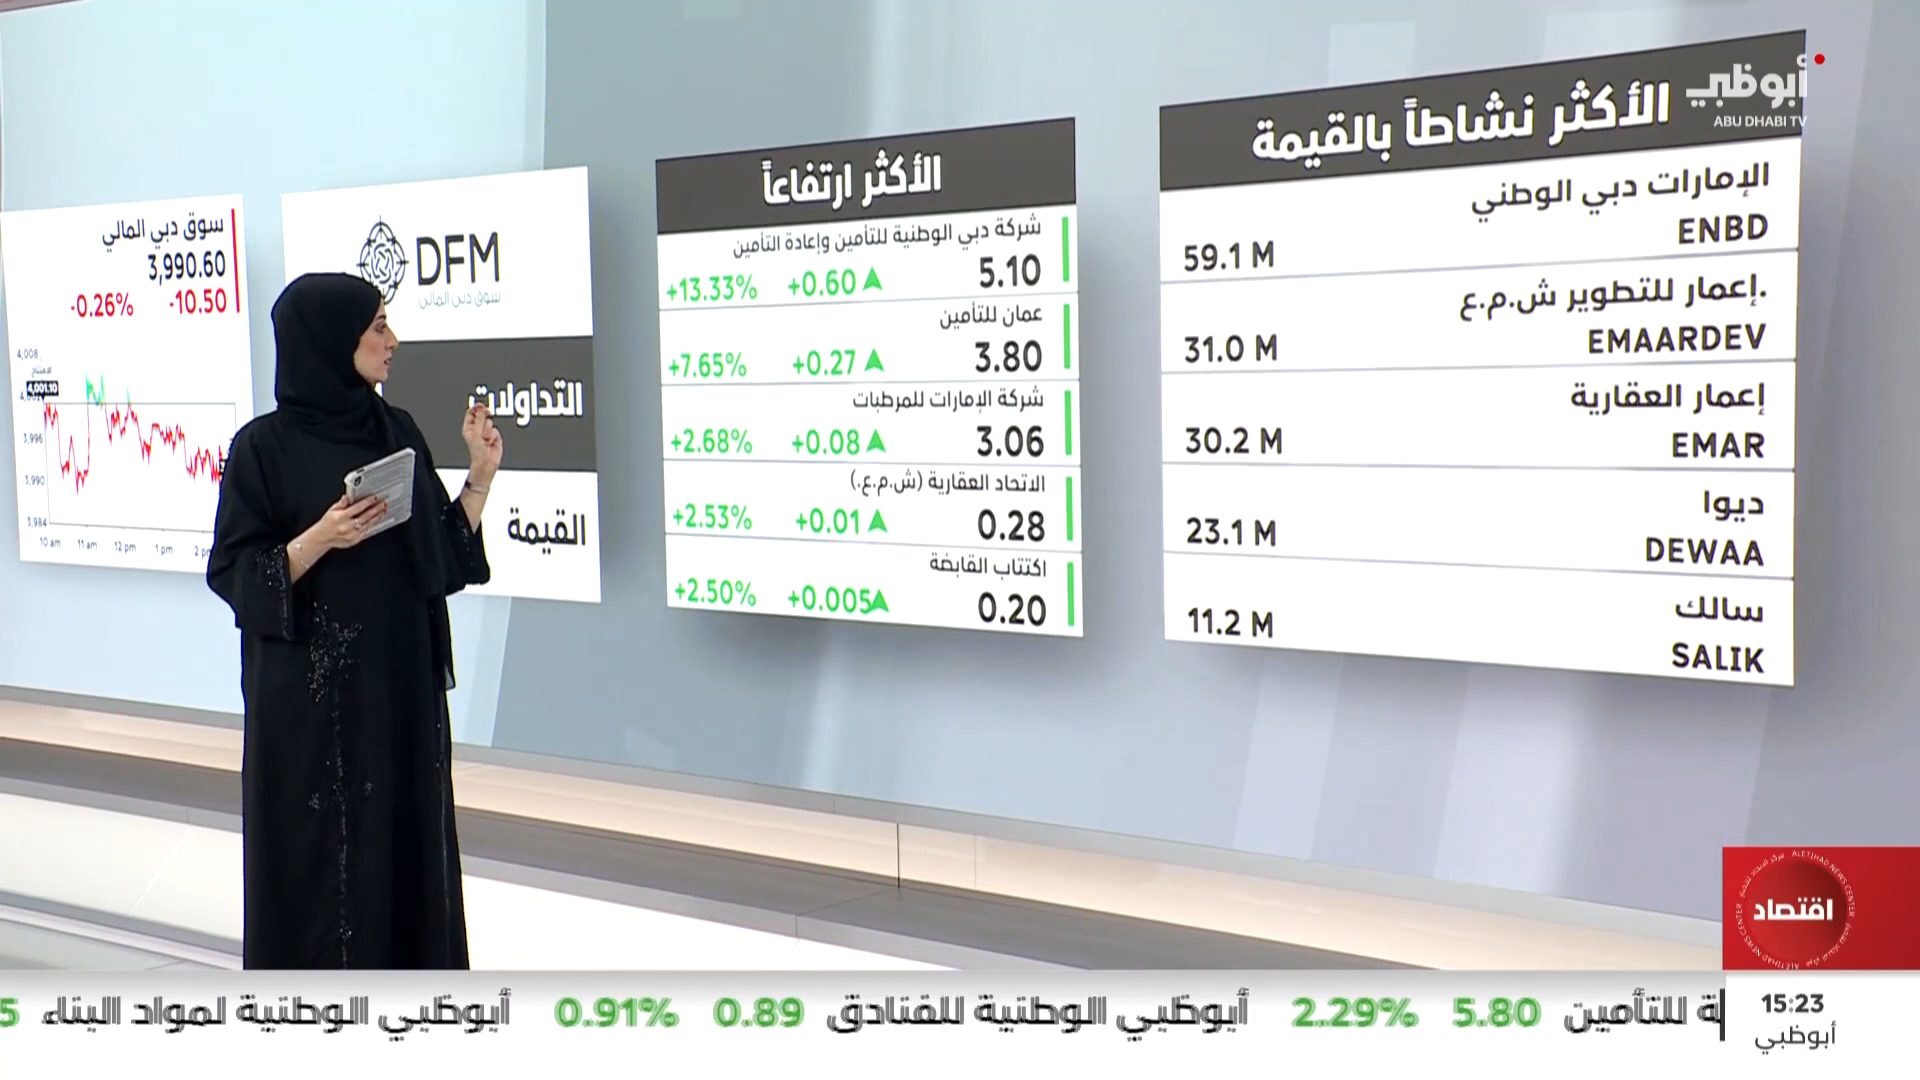 أبوظبي
ABU DHABI TV
الأكثر نشاطاً بالقيمة
الإمارات دبي الوطني
ENBD
59.1 M
.إعمار للتطوير ش.م.ع
EMAARDEV
31.0 M
إعمار العقارية
EMAR
30.2 M
ديوا
DEWAA
23.1 M
سالك
SALIK
11.2 M
الأكثر ارتفاعاً
شركة دبي الوطنية للتأمين وإعادة التأمين
5.10 +0.60 +13.33%
عمان للتأمين
3.80 +0.27 +7.65%
شركة الإمارات للمرطبات
3.06 +0.08 +2.68%
الاتحاد العقارية (ش.م.ع.)
0.28 +0.01 +2.53%
اكتتاب القابضة
0.20 +0.005 +2.50%
DFM
سوق دبي المالي
التداولات
القيمة
سوق دبي المالي
3,990.60
-10.50 -0.26%
4,008
4,001.10
3,996
3,990
3,984
10 am 11 am 12 pm 1 pm
اقتصاد
ALETIHAD NEWS CENTER
مركز الاتحاد للأخبار
15:23
أبوظبي
للتأمين 5.80 2.29% أبوظبي الوطنية للفنادق 0.89 0.91% أبوظبي الوطنية لمواد البناء